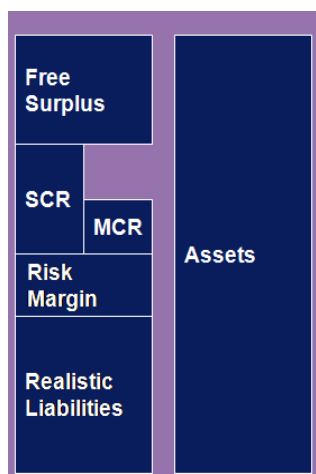 Free
Surplus
SCR
MCR
Assets
Risk
Margin
Realistic
Liabilities